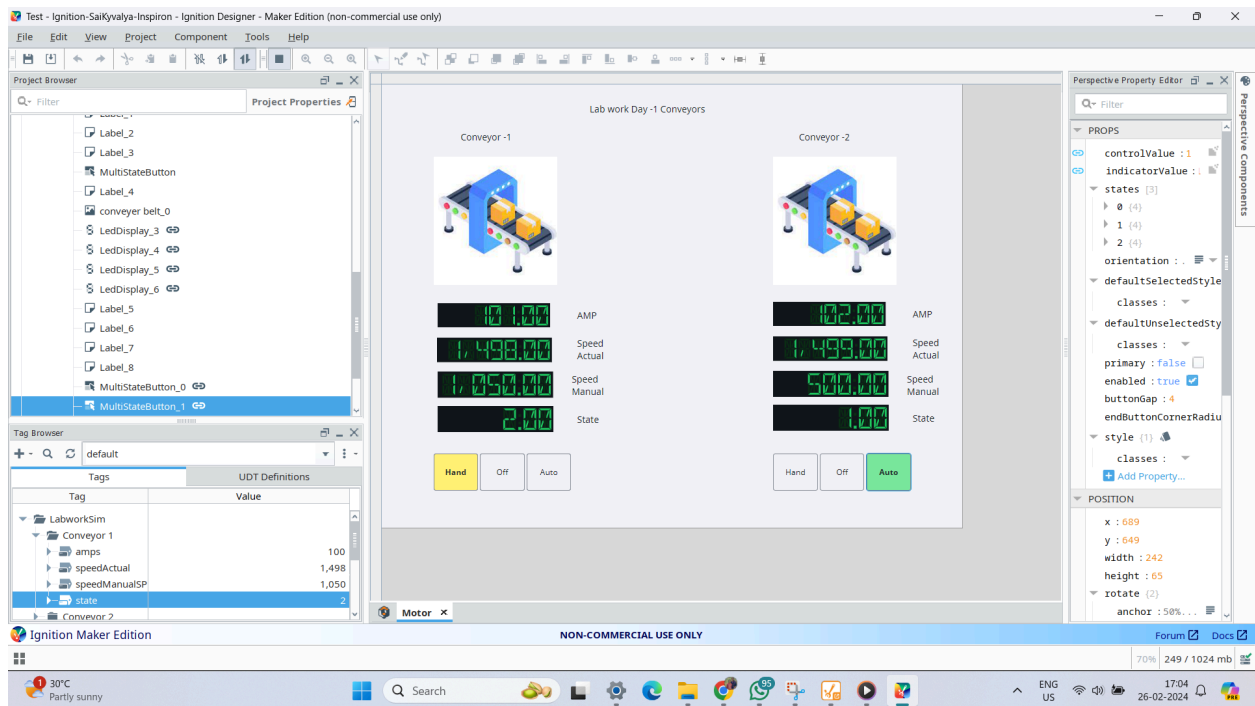 Test - Ignition-SaiKyvalya-Inspiron - Ignition Designer - Maker Edition (non-commercial use only)
File Edit View Project Component Tools Help
Project Browser
Filter
Project Properties
Label_1
Label_2
Label_3
MultiStateButton
Label_4
conveyer belt_0
LedDisplay_3
LedDisplay_4
LedDisplay_5
LedDisplay_6
Label_5
Label_6
Label_7
Label_8
MultiStateButton_0
MultiStateButton_1
Tag Browser
default
Tags UDT Definitions
Tag Value
LabworkSim
Conveyor 1
amps 100
speedActual 1,498
speedManualSP 1,050
state 2
Conveyor 2
Lab work Day -1 Conveyors
Conveyor -1 Conveyor -2
101.00 AMP 102.00 AMP
1,498.00 Speed Actual 1,499.00 Speed Actual
1,050.00 Speed Manual 500.00 Speed Manual
2.00 State 1.00 State
Hand Off Auto Hand Off Auto
Motor
Perspective Property Editor
Filter
PROPS
controlValue : 1
indicatorValue :
states [3]
0 {4}
1 {4}
2 {4}
orientation : .
defaultSelectedStyle
classes :
defaultUnselectedSty
classes :
primary : false
enabled : true
buttonGap : 4
endButtonCornerRadiu
style {1}
classes :
Add Property...
POSITION
x : 689
y : 649
width : 242
height : 65
rotate {2}
anchor : 50%...
Perspective Components
Ignition Maker Edition NON-COMMERCIAL USE ONLY Forum Docs
70% 249 / 1024 mb
1 30°C
Partly sunny
Search
95
PRE
ENG
US
17:04
26-02-2024